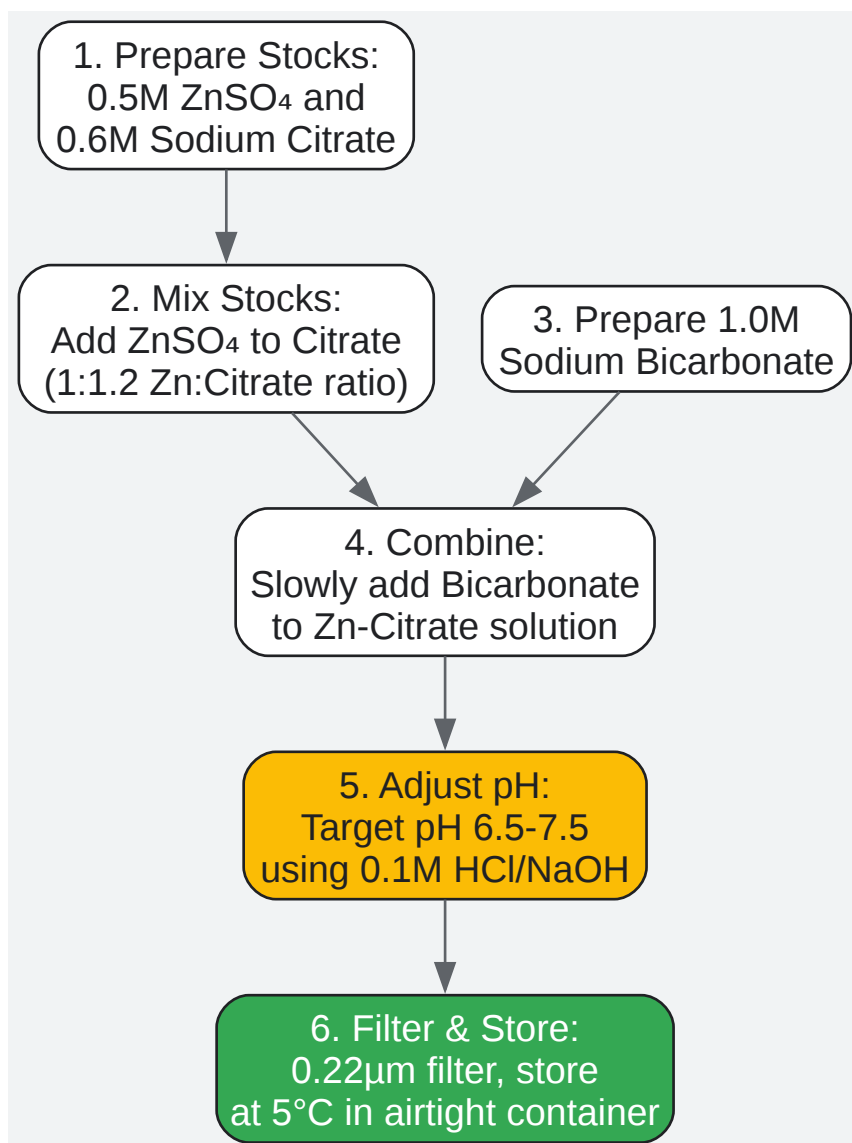 1. Prepare Stocks:
0.5M ZnSO₄ and
0.6M Sodium Citrate
2. Mix Stocks:
Add ZnSO₄ to Citrate
(1:1.2 Zn:Citrate ratio)
3. Prepare 1.0M
Sodium Bicarbonate
4. Combine:
Slowly add Bicarbonate
to Zn-Citrate solution
5. Adjust pH:
Target pH 6.5-7.5
using 0.1M HCl/NaOH
6. Filter & Store:
0.22µm filter, store
at 5°C in airtight container